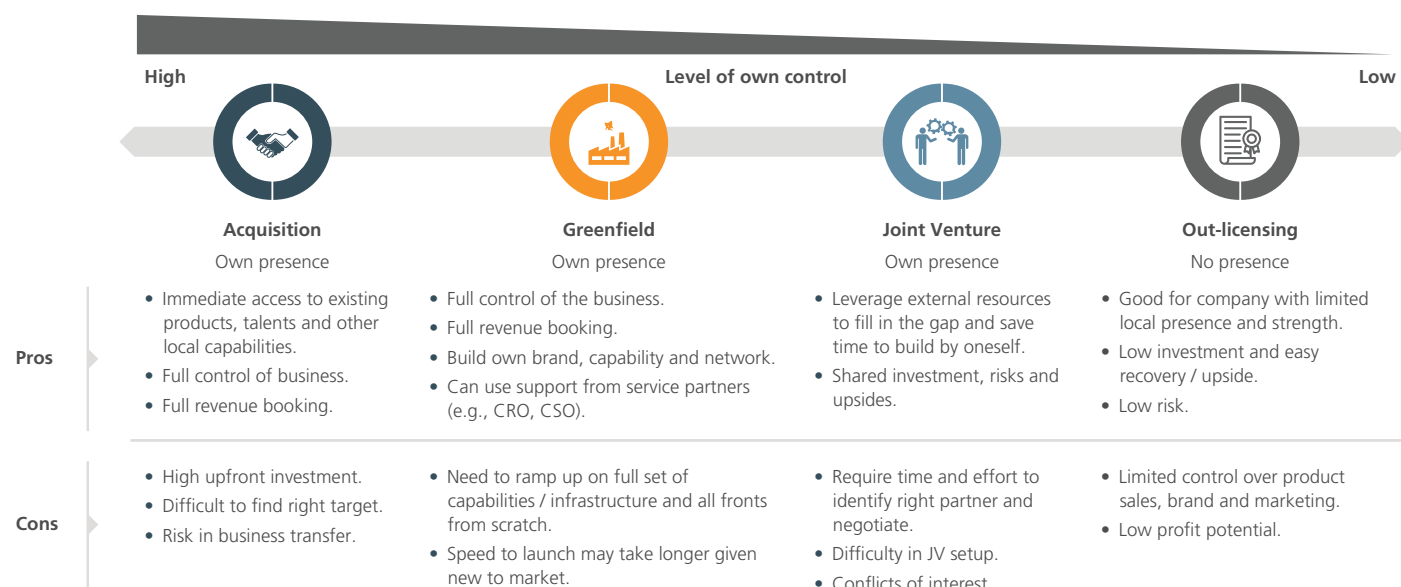 High
Level of own control
Low
Acquisition
Own presence
Greenfield
Own presence
Joint Venture
Own presence
Out-licensing
No presence
Pros
• Immediate access to existing
products, talents and other
local capabilities.
• Full control of business.
• Full revenue booking.
• Full control of the business.
• Full revenue booking.
• Build own brand, capability and network.
• Can use support from service partners
(e.g., CRO, CSO).
• Leverage external resources
to fill in the gap and save
time to build by oneself.
• Shared investment, risks and
upsides.
• Good for company with limited
local presence and strength.
• Low investment and easy
recovery / upside.
• Low risk.
Cons
• High upfront investment.
• Difficult to find right target.
• Risk in business transfer.
• Need to ramp up on full set of
capabilities / infrastructure and all fronts
from scratch.
• Speed to launch may take longer given
new to market.
• Require time and effort to
identify right partner and
negotiate.
• Difficulty in JV setup.
• Conflicts of interest
• Limited control over product
sales, brand and marketing.
• Low profit potential.